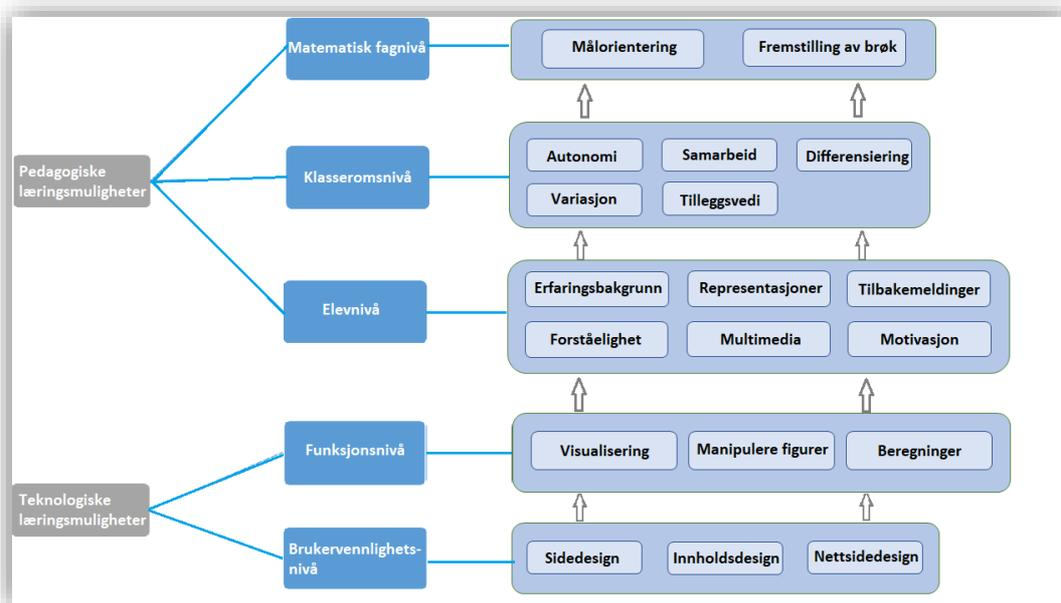 Matematisk fagnivå
Målorientering
Fremstilling av brøk
Pedagogiske
læringsmuligheter
Klasseromsnivå
Autonomi
Samarbeid
Differensiering
Variasjon
Tilleggsvedi
Elevnivå
Erfaringsbakgrunn
Representasjoner
Tilbakemeldinger
Forståelighet
Multimedia
Motivasjon
Teknologiske
læringsmuligheter
Funksjonsnivå
Visualisering
Manipulere figurer
Beregninger
Brukervennlighets-
nivå
Sidedesign
Innholdsdesign
Nettsidedesign